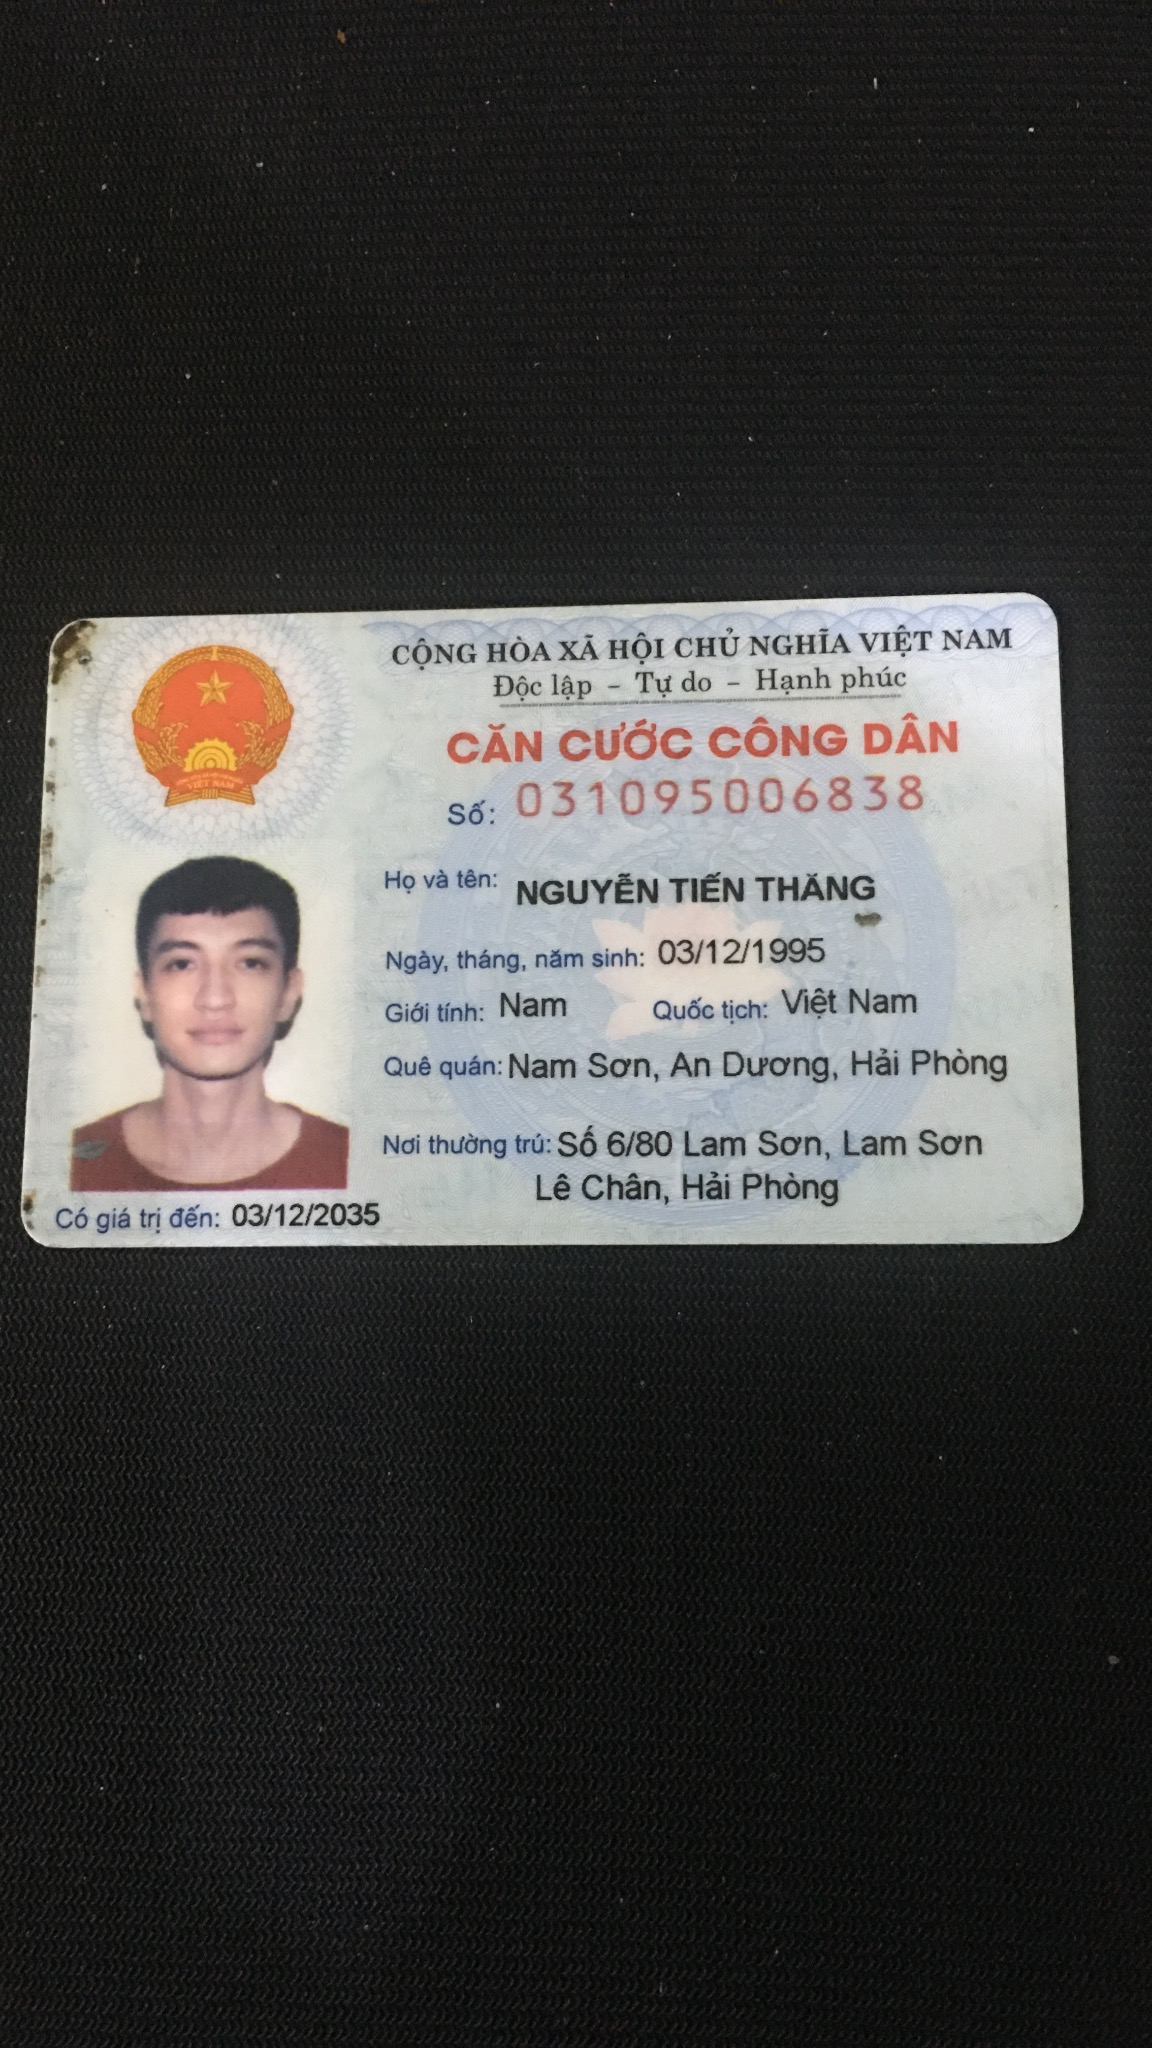 CỘNG HÒA XÃ HỘI CHỦ NGHĨA VIỆT NAM
Độc lập – Tự do – Hạnh phúc
CĂN CƯỚC CÔNG DÂN
Số: 031095006838
Họ và tên: NGUYỄN TIẾN THĂNG
Ngày, tháng, năm sinh: 03/12/1995
Giới tính: Nam Quốc tịch: Việt Nam
Quê quán: Nam Sơn, An Dương, Hải Phòng
Nơi thường trú: Số 6/80 Lam Sơn, Lam Sơn
Lê Chân, Hải Phòng
Có giá trị đến: 03/12/2035
VIỆT NAM